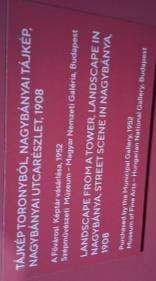 TÁJKÉP TORONYBÓL, NAGYBÁNYAI TÁJKÉP,
NAGYBÁNYAI UTCARÉSZLET, 1908
A Fővárosi Képtár vásárlása, 1952
Szépművészeti Múzeum – Magyar Nemzeti Galéria, Budapest
LANDSCAPE FROM A TOWER, LANDSCAPE IN
NAGYBÁNYA, STREET SCENE IN NAGYBÁNYA,
1908
Purchased by the Municipal Gallery, 1952
Museum of Fine Arts – Hungarian National Gallery, Budapest